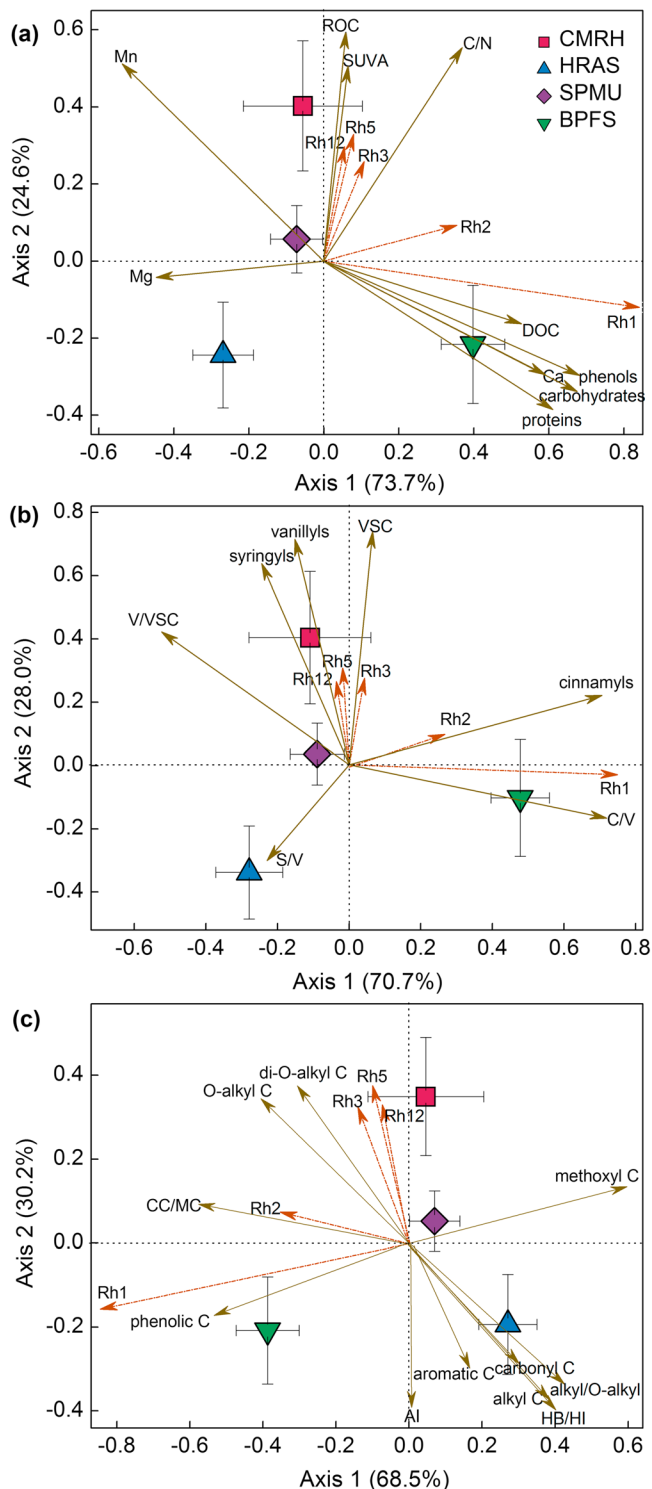 (a)
0.6
0.4
0.2
0.0
-0.2
-0.4
Axis 2 (24.6%)
ROC
C/N
Mn
SUVA
CMRH
HRAS
SPMU
BPFS
Rh5
Rh12
Rh3
Rh2
Mg
Rh1
DOC
Ca
phenols
carbohydrates
proteins
-0.6 -0.4 -0.2 0.0 0.2 0.4 0.6 0.8
Axis 1 (73.7%)
(b)
0.8
0.6
0.4
0.2
0.0
-0.2
-0.4
Axis 2 (28.0%)
vanillyls
VSC
syringyls
V/VSC
Rh5
Rh3
Rh12
cinnamyls
Rh2
Rh1
C/V
S/V
-0.6 -0.4 -0.2 0.0 0.2 0.4 0.6 0.8
Axis 1 (70.7%)
(c)
0.4
0.2
0.0
-0.2
-0.4
Axis 2 (30.2%)
di-O-alkyl C
Rh5
O-alkyl C
Rh3
Rh12
methoxyl C
CC/MC
Rh2
Rh1
phenolic C
carbonyl C
aromatic C
alkyl/O-alkyl
alkyl C
AI
HB/HI
-0.8 -0.6 -0.4 -0.2 0.0 0.2 0.4 0.6
Axis 1 (68.5%)